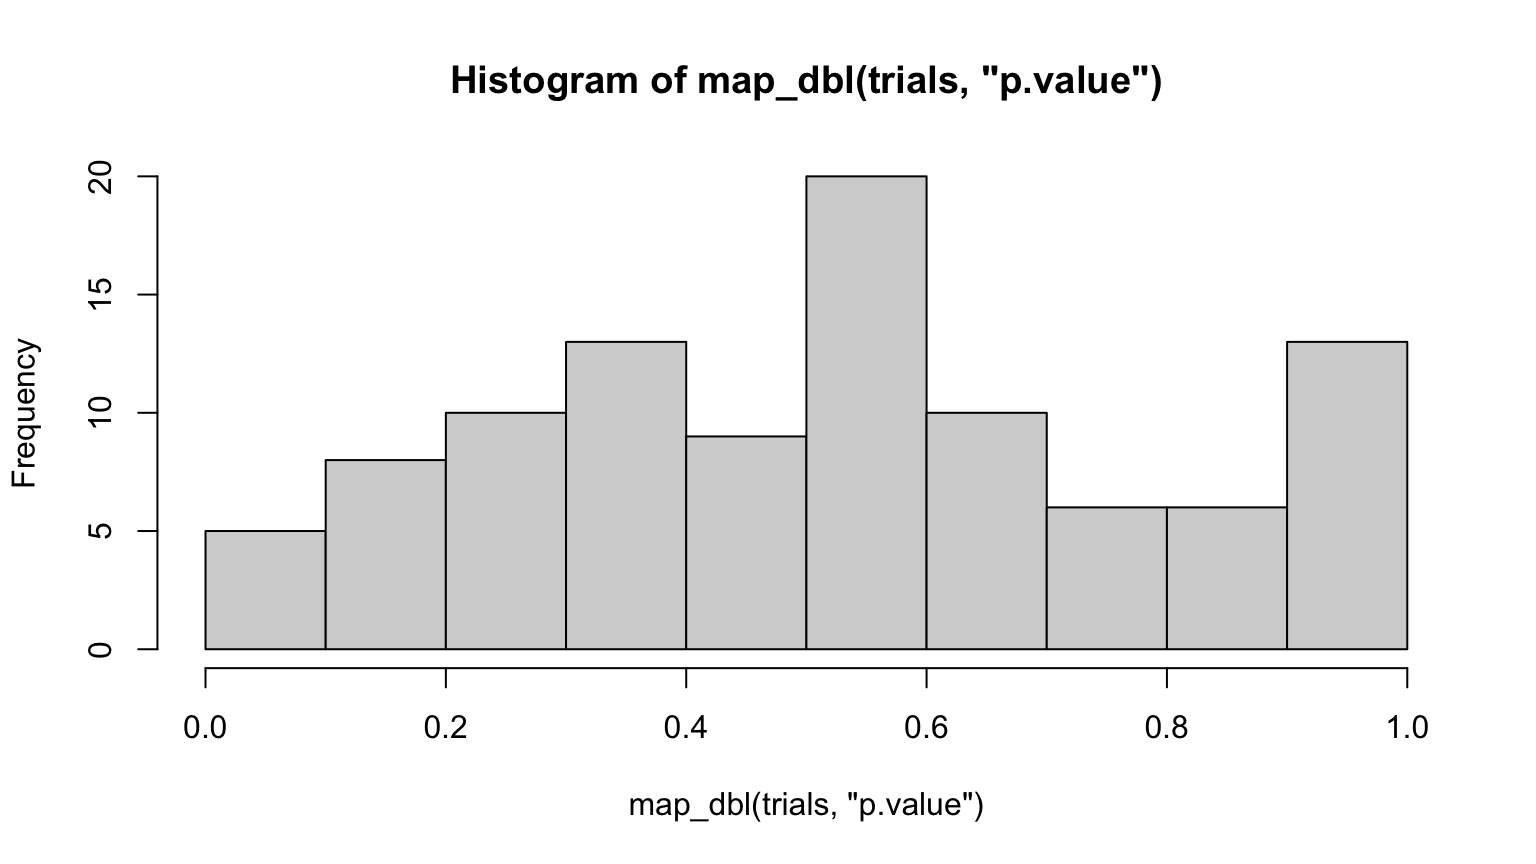 Histogram of map_dbl(trials, "p.value")
Frequency
20
15
10
5
0
0.0 0.2 0.4 0.6 0.8 1.0
map_dbl(trials, "p.value")